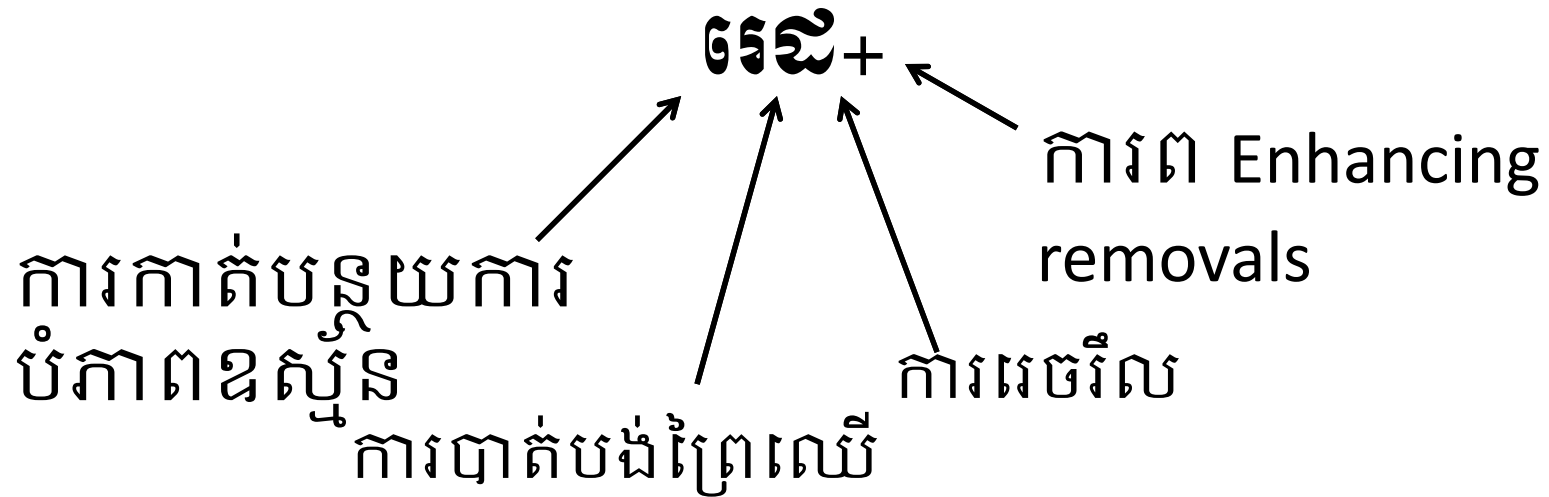 រេដ+
ការព Enhancing
removals
ការកាត់បន្ថយការ
បំភាពឧស្ម័ន
ការរេចរឹល
ការបាត់បង់ព្រៃឈើ